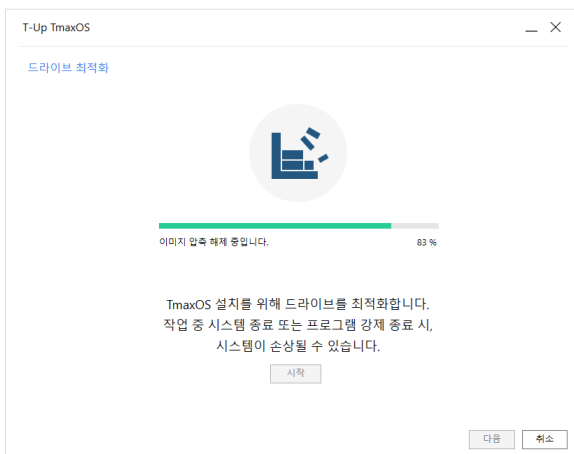 T-Up TmaxOS
드라이브 최적화
이미지 압축 해제 중입니다. 83 %
TmaxOS 설치를 위해 드라이브를 최적화합니다.
작업 중 시스템 종료 또는 프로그램 강제 종료 시,
시스템이 손상될 수 있습니다.
시작
다음 취소